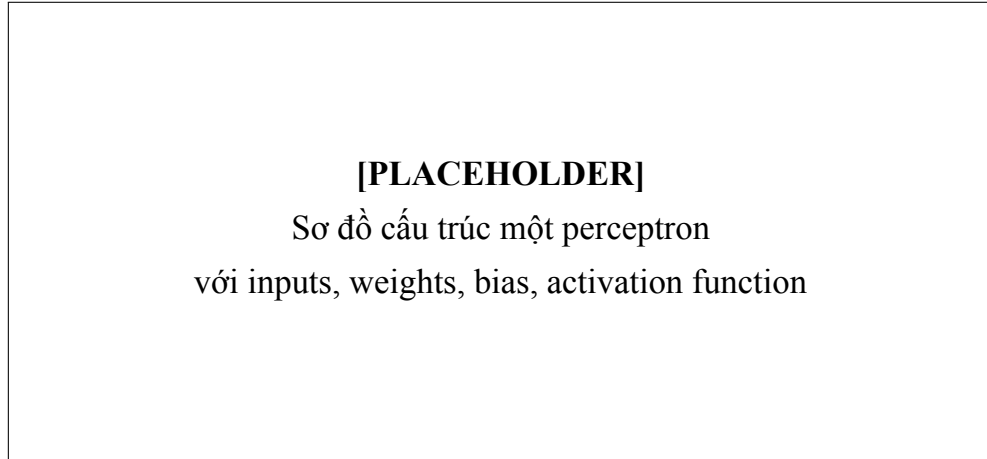 [PLACEHOLDER]
Sơ đồ cấu trúc một perceptron
với inputs, weights, bias, activation function